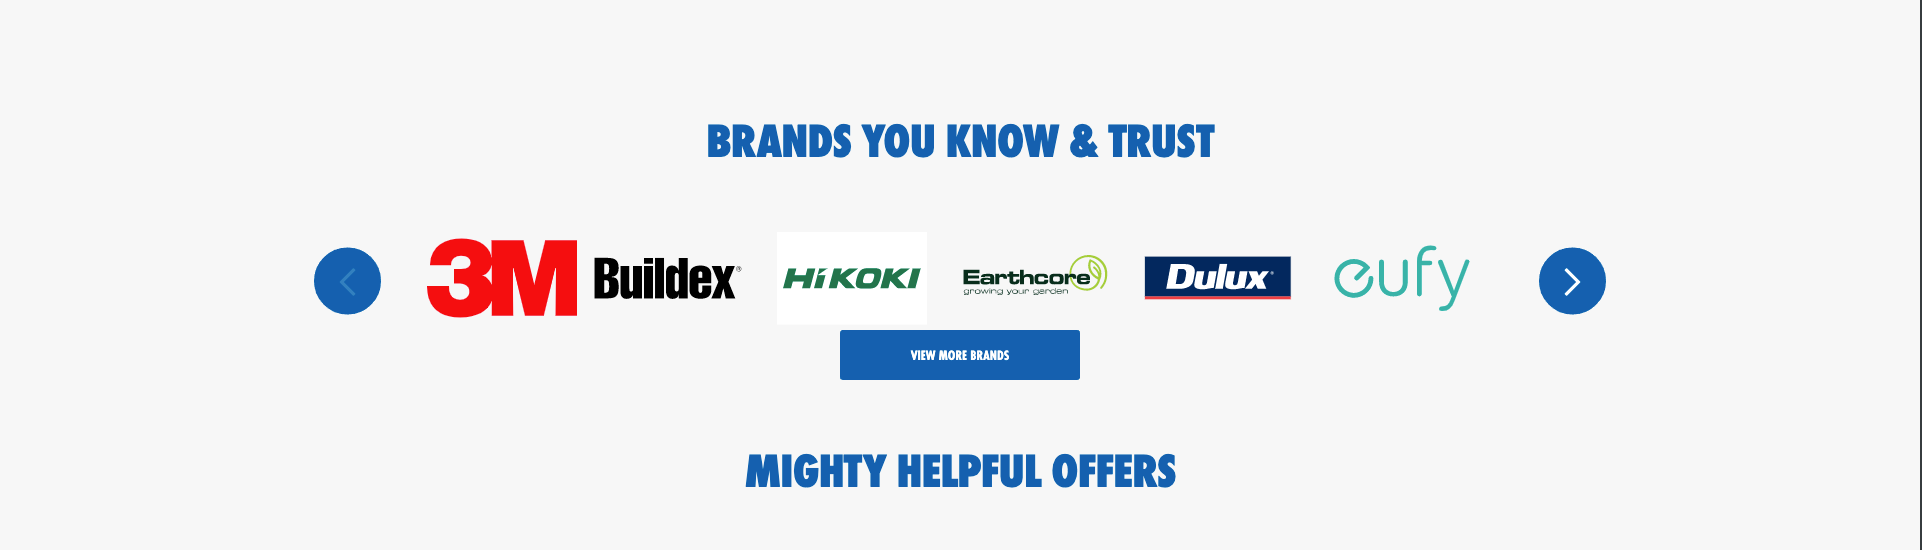 BRANDS YOU KNOW & TRUST
3M Buildex® HiKOKI Earthcore Dulux® eufy
growing your garden
VIEW MORE BRANDS
MIGHTY HELPFUL OFFERS